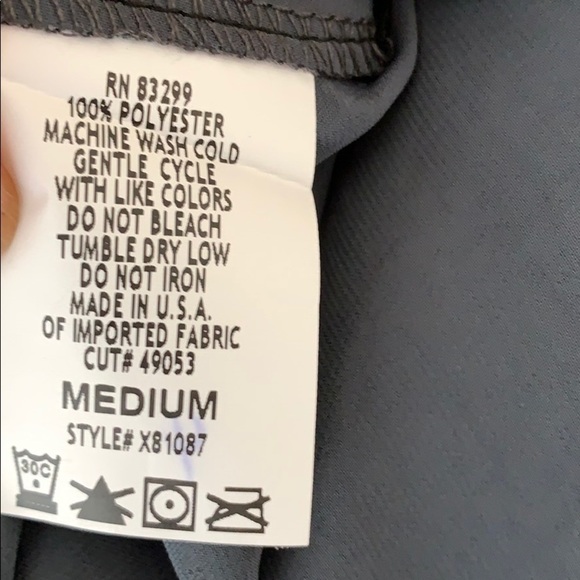 RN 83299
100% POLYESTER
MACHINE WASH COLD
GENTLE CYCLE
WITH LIKE COLORS
DO NOT BLEACH
TUMBLE DRY LOW
DO NOT IRON
MADE IN U.S.A.
OF IMPORTED FABRIC
CUT# 49053
MEDIUM
STYLE# X81087
30C